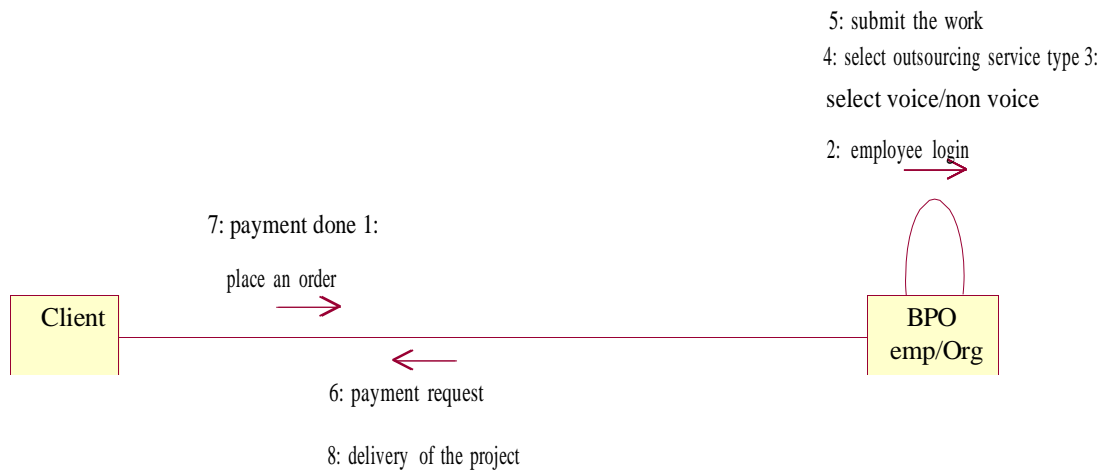 5: submit the work
4: select outsourcing service type 3:
select voice/non voice
2: employee login
7: payment done 1:
place an order
Client
BPO
emp/Org
6: payment request
8: delivery of the project